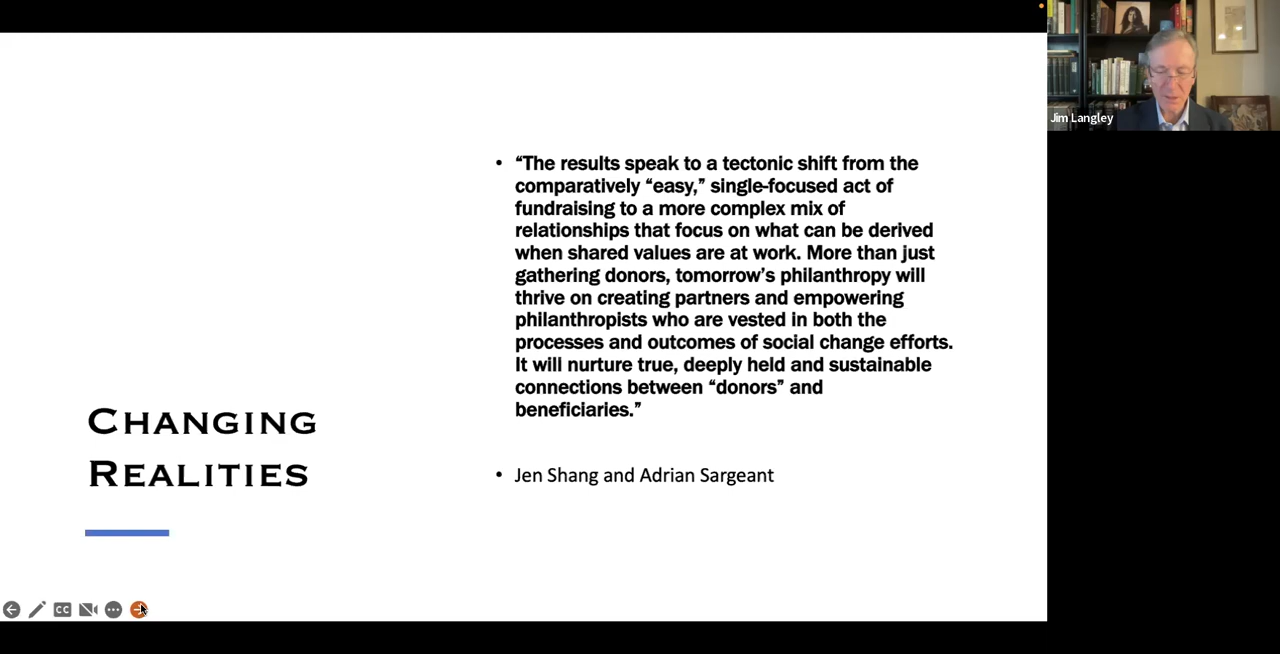 CHANGING
REALITIES
• “The results speak to a tectonic shift from the
comparatively “easy,” single-focused act of
fundraising to a more complex mix of
relationships that focus on what can be derived
when shared values are at work. More than just
gathering donors, tomorrow’s philanthropy will
thrive on creating partners and empowering
philanthropists who are vested in both the
processes and outcomes of social change efforts.
It will nurture true, deeply held and sustainable
connections between “donors” and
beneficiaries.”
• Jen Shang and Adrian Sargeant
Jim Langley
CC